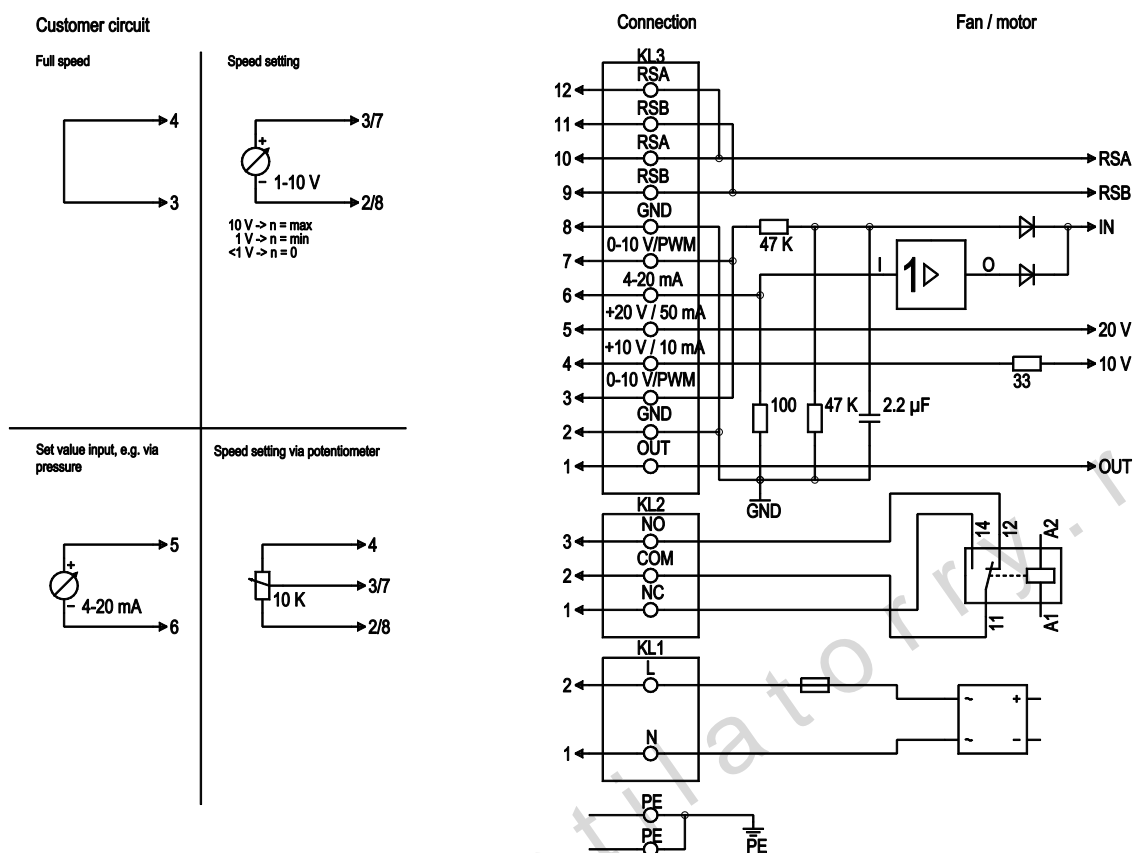 Customer circuit
Full speed
4
3
Speed setting
3/7
+
− 1-10 V
2/8
10 V -> n = max
1 V -> n = min
<1 V -> n = 0
Set value input, e.g. via
pressure
5
+
− 4-20 mA
6
Speed setting via potentiometer
4
3/7
10 K
2/8
Connection
Fan / motor
KL3
RSA
12
RSB
11
RSA
10
RSA
RSB
9
RSB
GND
8
47 K
IN
0-10 V/PWM
7
I
1
O
4-20 mA
6
+20 V / 50 mA
5
20 V
+10 V / 10 mA
4
33
10 V
0-10 V/PWM
3
100
47 K
2.2 µF
GND
2
OUT
1
OUT
GND
KL2
NO
3
COM
2
NC
1
14
12
A2
11
A1
KL1
L
2
~
+
N
1
~
−
PE
PE
PE
tilatorry.r